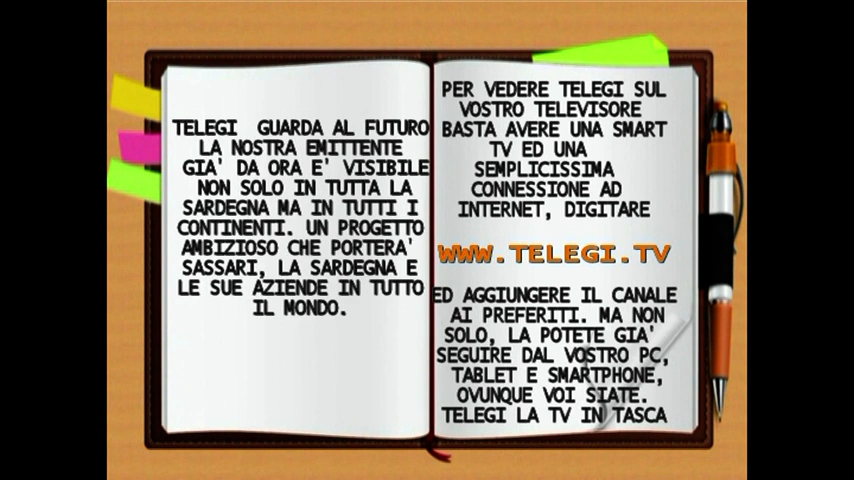 TELEGI GUARDA AL FUTURO
LA NOSTRA EMITTENTE
GIA' DA ORA E' VISIBILE
NON SOLO IN TUTTA LA
SARDEGNA MA IN TUTTI I
CONTINENTI. UN PROGETTO
AMBIZIOSO CHE PORTERA'
SASSARI, LA SARDEGNA E
LE SUE AZIENDE IN TUTTO
IL MONDO.
PER VEDERE TELEGI SUL
VOSTRO TELEVISORE
BASTA AVERE UNA SMART
TV ED UNA
SEMPLICISSIMA
CONNESSIONE AD
INTERNET, DIGITARE
WWW.TELEGI.TV
ED AGGIUNGERE IL CANALE
AI PREFERITI. MA NON
SOLO, LA POTETE GIA'
SEGUIRE DAL VOSTRO PC,
TABLET E SMARTPHONE,
OVUNQUE VOI SIATE.
TELEGI LA TV IN TASCA